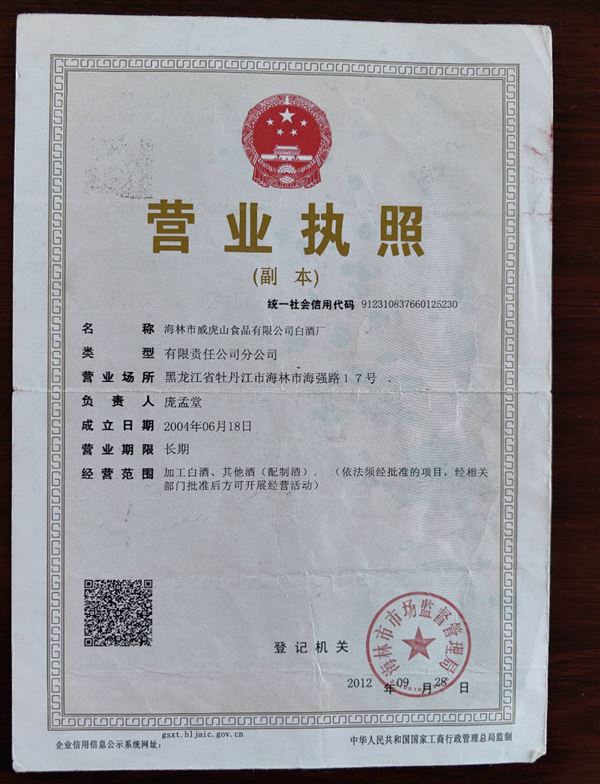 营业执照
(副 本)
统一社会信用代码 912310837660125230
名 称 海林市威虎山食品有限公司白酒厂
类 型 有限责任公司分公司
营业场所 黑龙江省牡丹江市海林市海强路17号
负 责 人 庞孟堂
成立日期 2004年06月18日
营业期限 长期
经营范围 加工白酒、其他酒（配制酒）. （依法须经批准的项目，经相关
部门批准后方可开展经营活动）
海林市市场监督管理局
登 记 机 关
2012 年 09 月 28 日
gsxt.hljaic.gov.cn
企业信用信息公示系统网址： 中华人民共和国国家工商行政管理总局监制